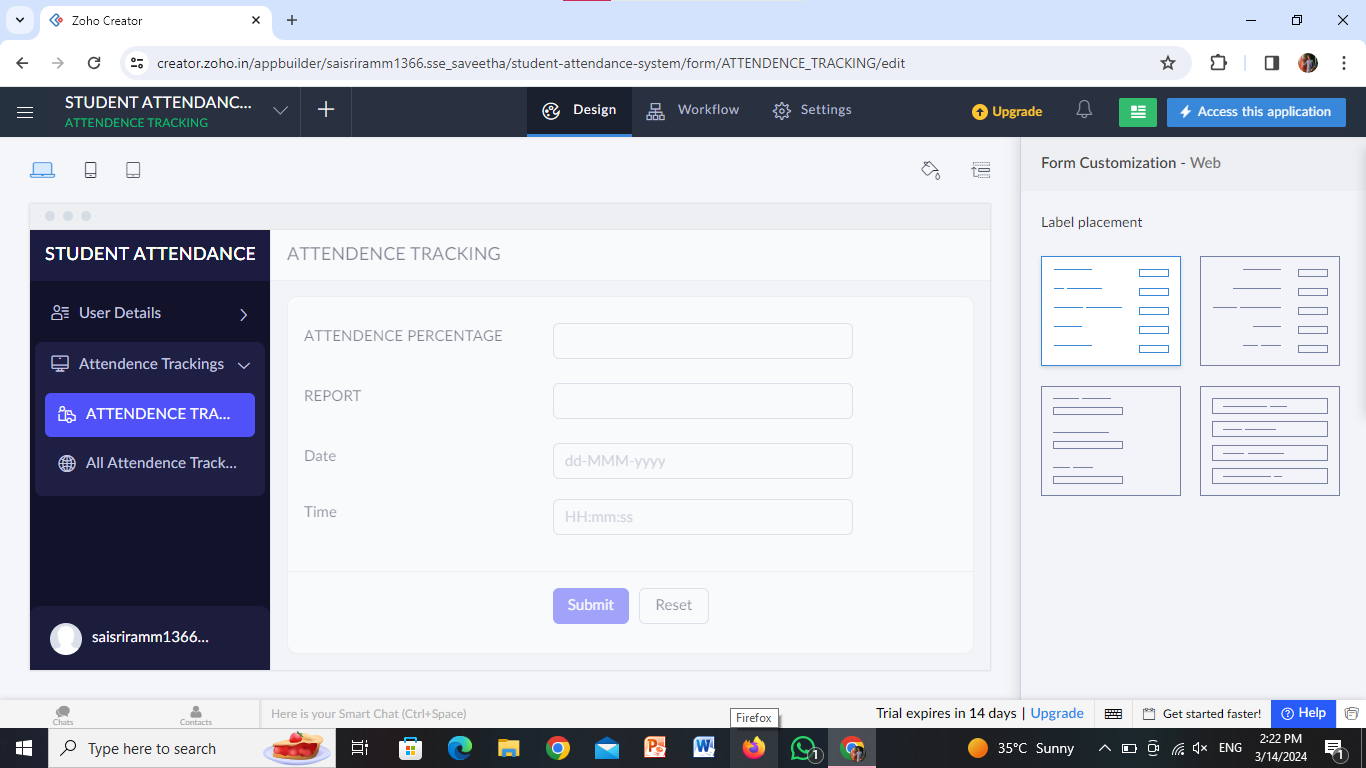 Zoho Creator
creator.zoho.in/appbuilder/saisriramm1366.sse_saveetha/student-attendance-system/form/ATTENDENCE_TRACKING/edit
STUDENT ATTENDANC...
ATTENDENCE TRACKING
Design
Workflow
Settings
Upgrade
Access this application
Form Customization - Web
Label placement
STUDENT ATTENDANCE
User Details
Attendence Trackings
ATTENDENCE TRA...
All Attendence Track...
saisriramm1366...
ATTENDENCE TRACKING
ATTENDENCE PERCENTAGE
REPORT
Date
dd-MMM-yyyy
Time
HH:mm:ss
Submit
Reset
Chats
Contacts
Here is your Smart Chat (Ctrl+Space)
Firefox
Trial expires in 14 days | Upgrade
Get started faster!
Help
Type here to search
1
35°C Sunny
ENG
2:22 PM
3/14/2024
1